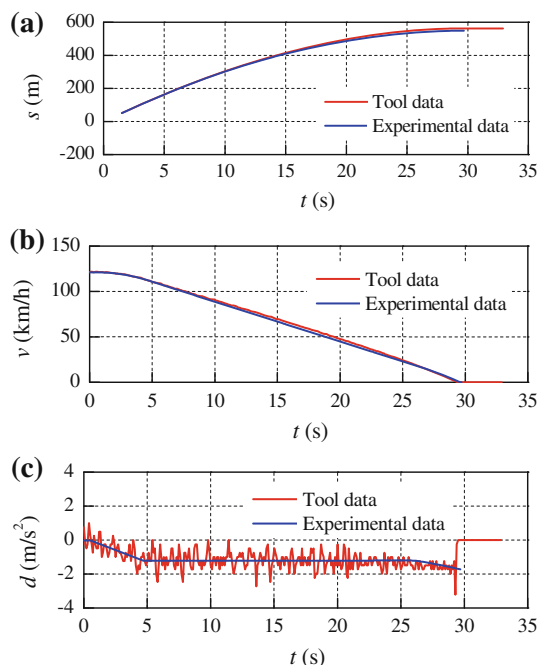 (a)
600
400
200
0
-200
s (m)
Tool data
Experimental data
0 5 10 15 20 25 30 35
t (s)
(b)
150
100
50
0
v (km/h)
Tool data
Experimental data
0 5 10 15 20 25 30 35
t (s)
(c)
4
2
0
-2
-4
d (m/s²)
Tool data
Experimental data
0 5 10 15 20 25 30 35
t (s)